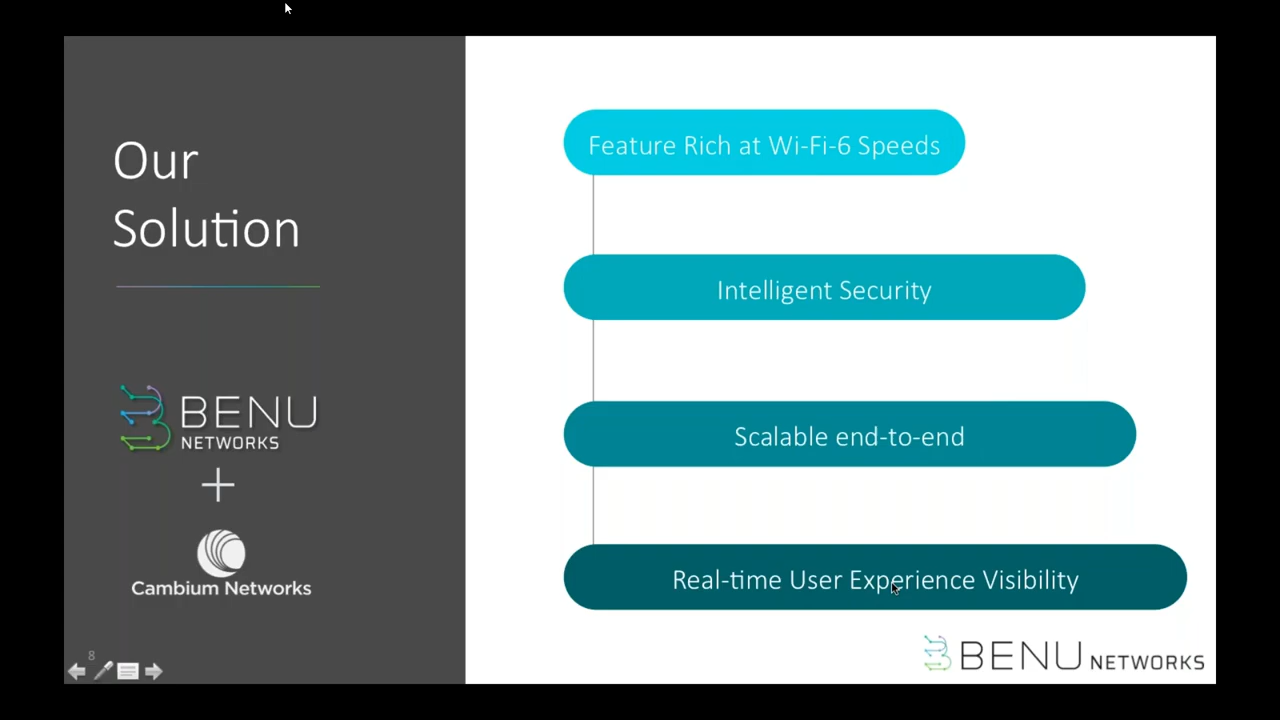 Our
Solution
BENU
NETWORKS
Cambium Networks
8
Feature Rich at Wi-Fi-6 Speeds
Intelligent Security
Scalable end-to-end
Real-time User Experience Visibility
BENU NETWORKS